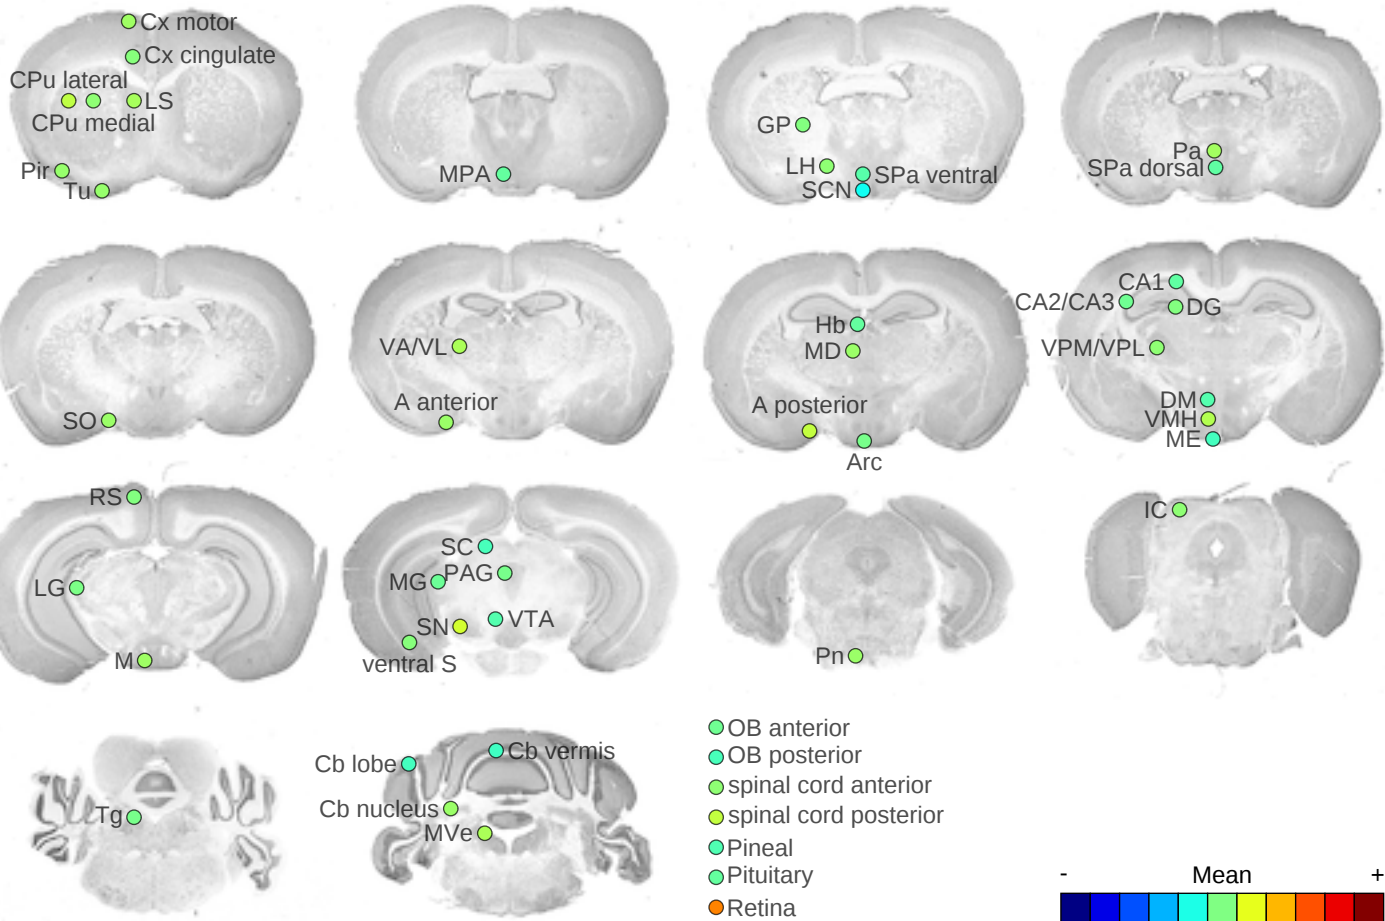 Cx motor
Cx cingulate
CPu lateral
LS
CPu medial
Pir
Tu
MPA
GP
LH
SPa ventral
SCN
Pa
SPa dorsal
SO
VA/VL
A anterior
Hb
MD
A posterior
Arc
CA1
CA2/CA3
DG
VPM/VPL
DM
VMH
ME
RS
LG
M
SC
PAG
MG
VTA
SN
ventral S
Pn
IC
Tg
Cb vermis
Cb lobe
Cb nucleus
MVe
OB anterior
OB posterior
spinal cord anterior
spinal cord posterior
Pineal
Pituitary
Retina
- Mean +